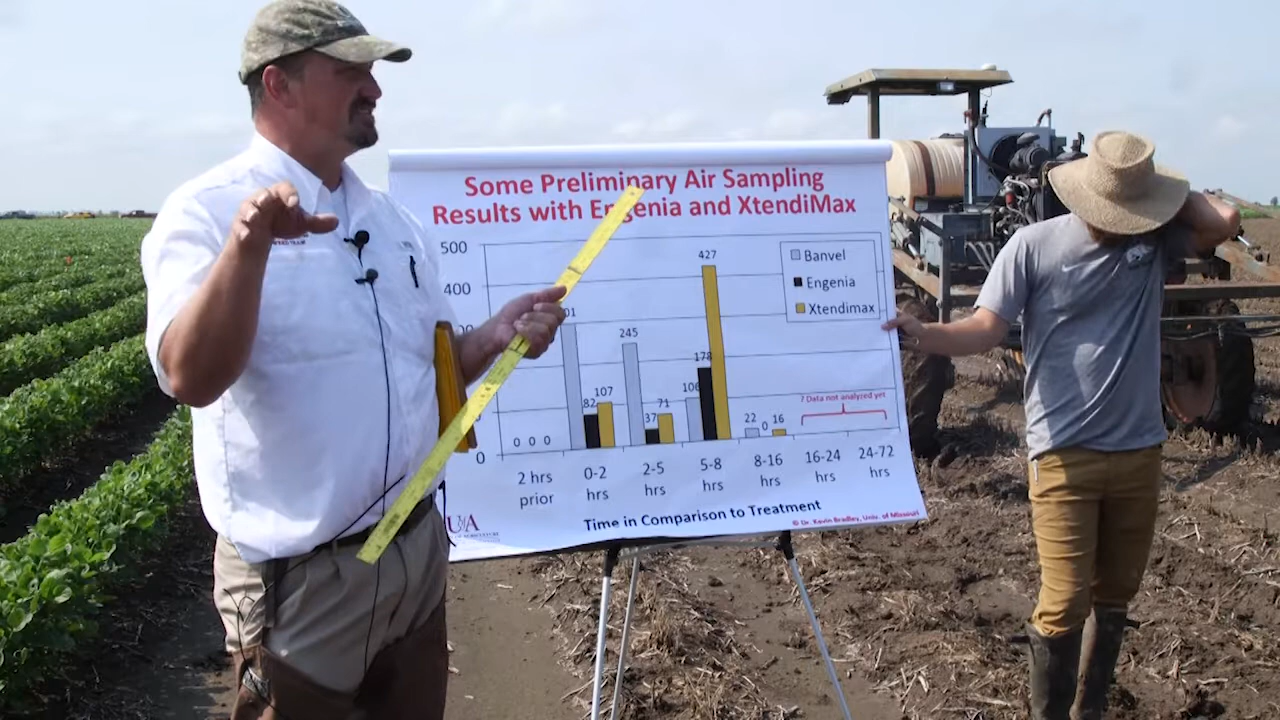 Some Preliminary Air Sampling
Results with Engenia and XtendiMax
500
400
0
Banvel
Engenia
Xtendimax
427
245
178
107
106
82
71
37
22
16
0
0 0 0
? Data not analyzed yet
2 hrs prior
0-2 hrs
2-5 hrs
5-8 hrs
8-16 hrs
16-24 hrs
24-72 hrs
Time in Comparison to Treatment
© Dr. Kevin Bradley, Univ. of Missouri